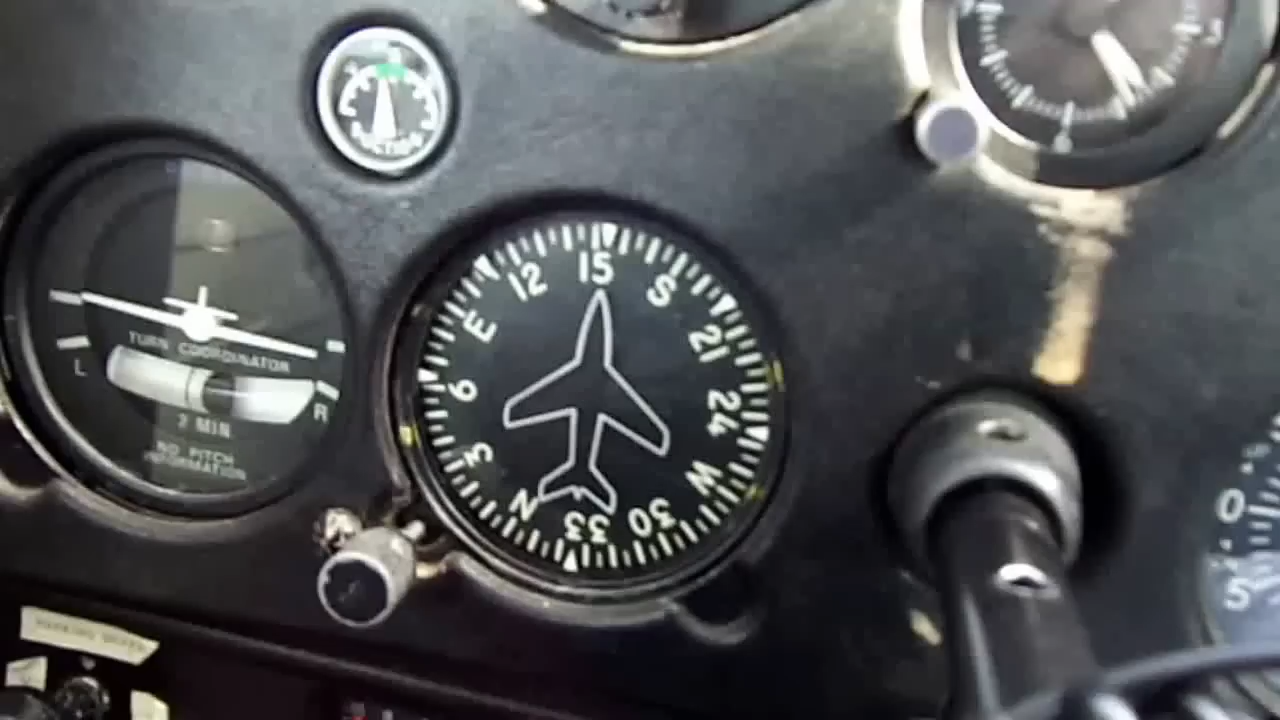 SUCTION
12 15 S 21 24 W 30 33 N 3 6 E
TURN COORDINATOR
L R
2 MIN
NO PITCH
INFORMATION
0
5